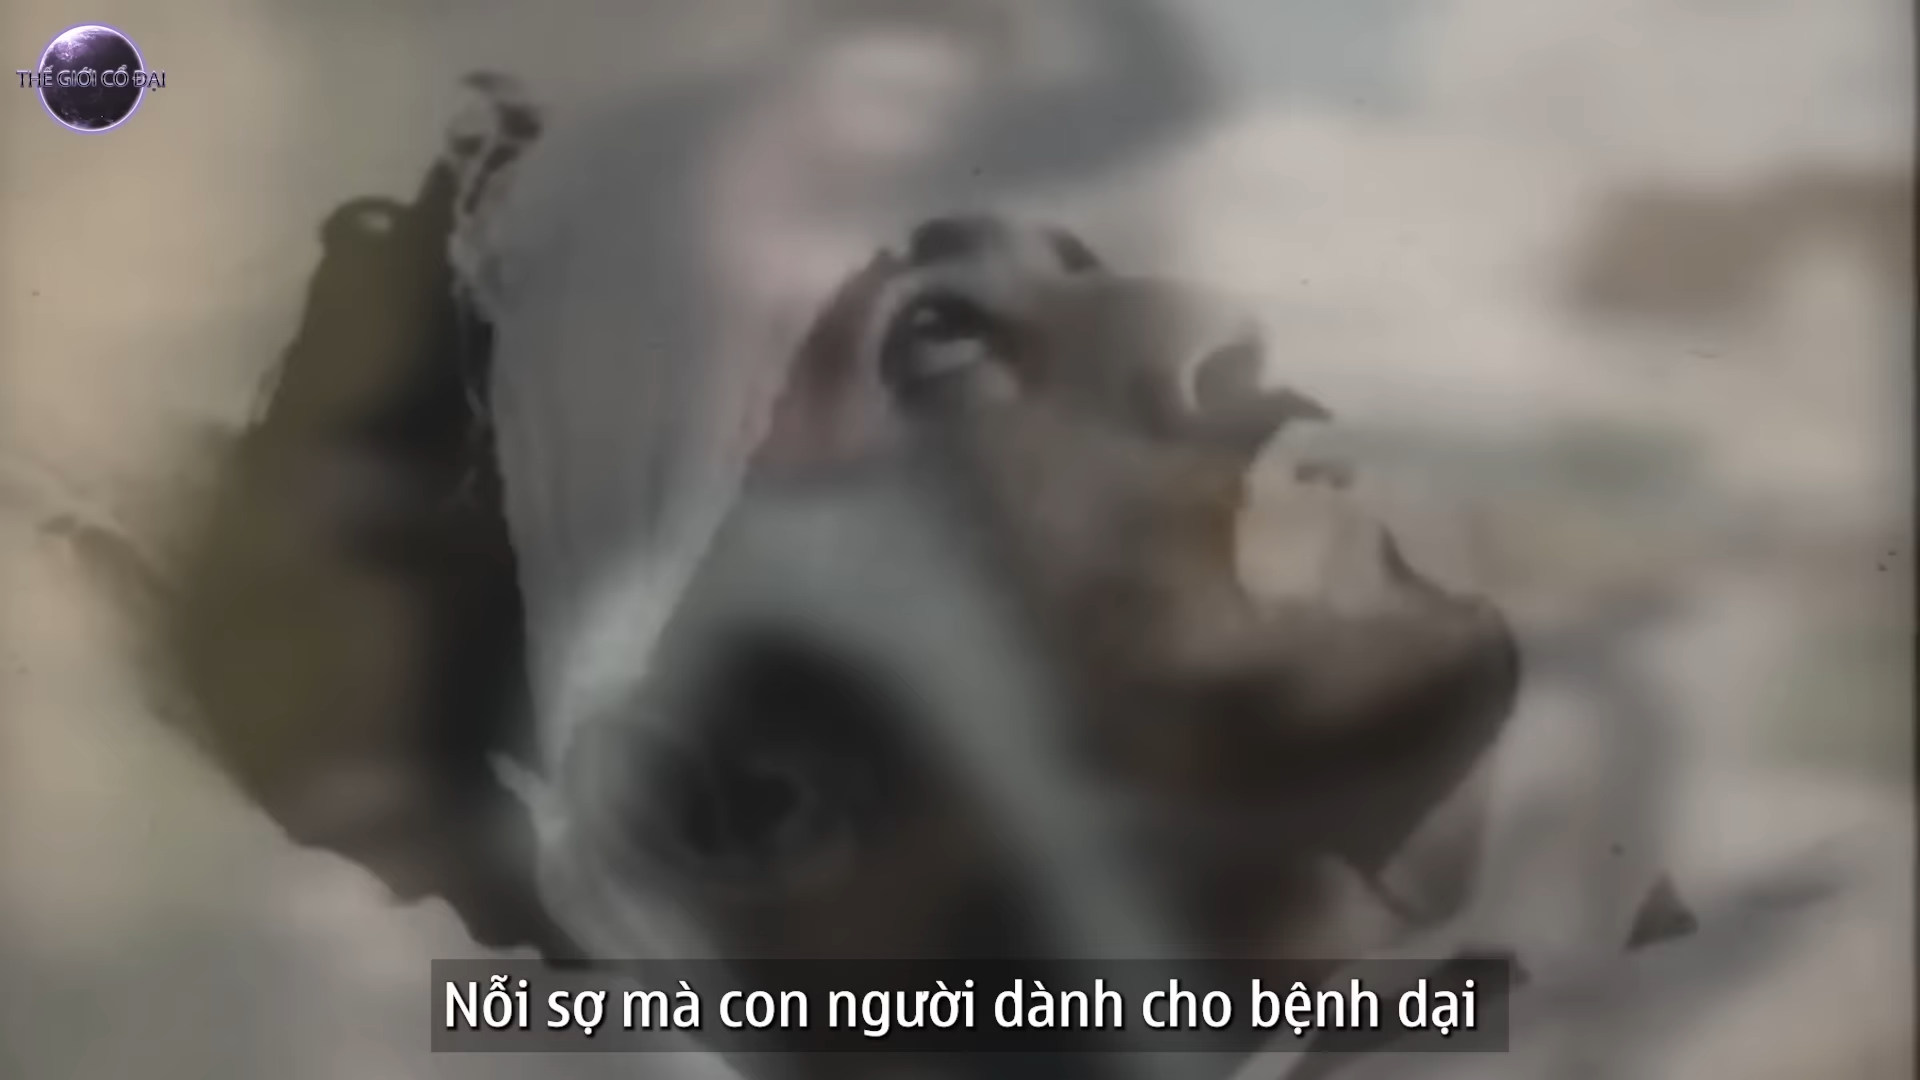 THẾ GIỚI CỔ ĐẠI
Nỗi sợ mà con người dành cho bệnh dại